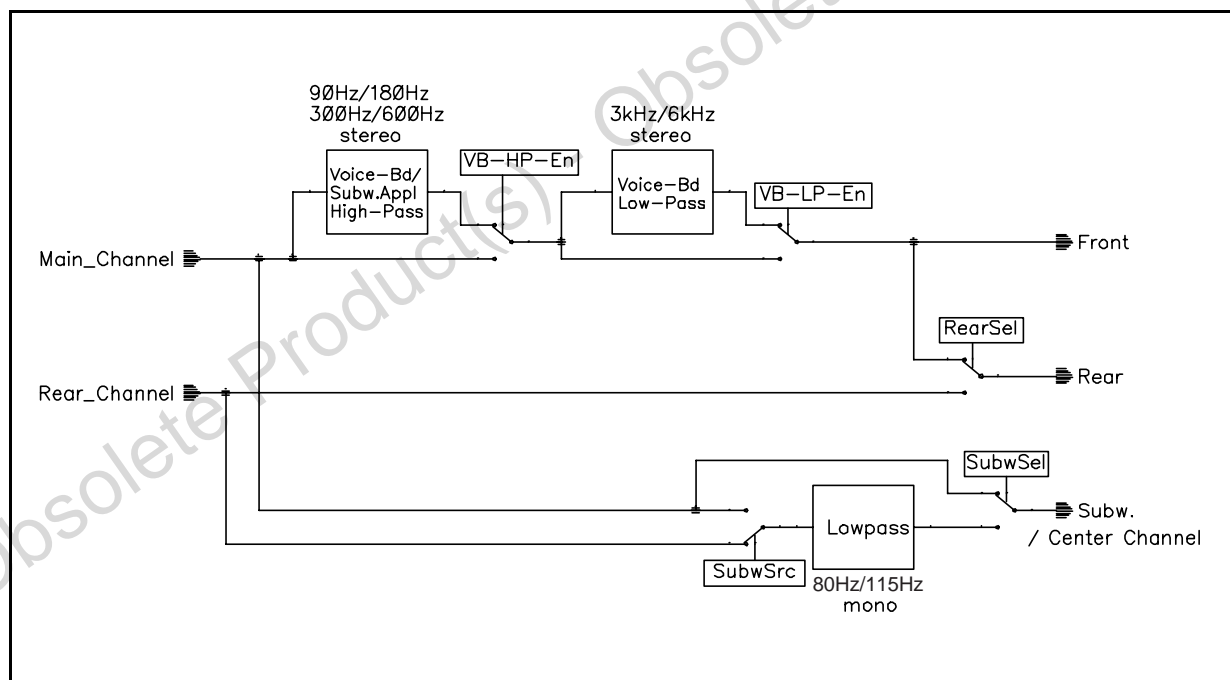 90Hz/180Hz
300Hz/600Hz
stereo
3kHz/6kHz
stereo
Voice-Bd/
Subw.Appl
High-Pass
VB-HP-En
Voice-Bd
Low-Pass
VB-LP-En
Main_Channel
Front
RearSel
Rear_Channel
Rear
SubwSel
Lowpass
Subw.
/ Center Channel
SubwSrc
80Hz/115Hz
mono
Obsolete Product(s) - Obsolete